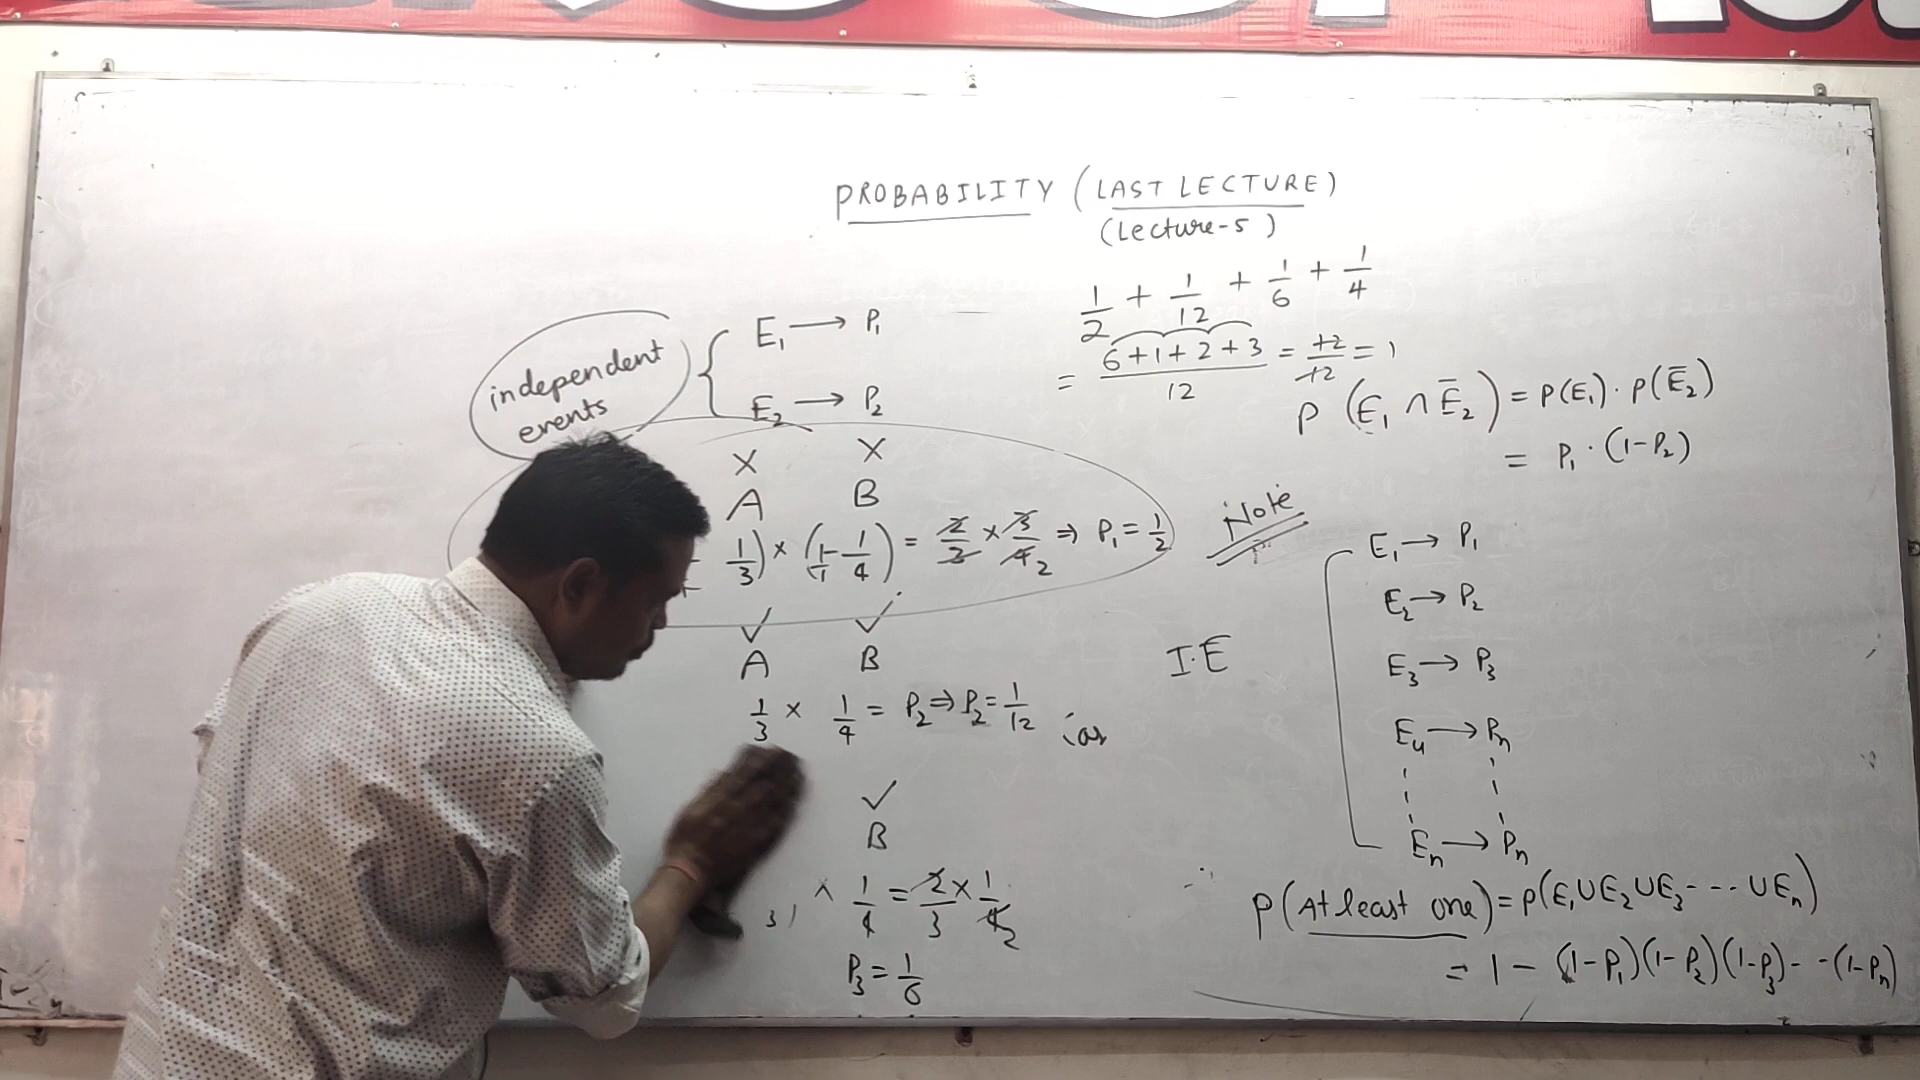 PROBABILITY (LAST LECTURE)
(Lecture-5)
1/2 + 1/12 + 1/6 + 1/4
= (6+1+2+3)/12 = 12/12 = 1
independent
events
E₁ → P₁
E₂ → P₂
P(E₁ ∩ E̅₂) = P(E₁)·P(E̅₂)
= P₁·(1-P₂)
X X
A B
1/3) × (1/1 - 1/4) = 2/3 × 3/4 2 ⇒ P₁ = 1/2
✓ ✓
A B
1/3 × 1/4 = P₂ ⇒ P₂ = 1/12
✓
B
3) × 1/4 = 2/3 × 1/4 2
P₃ = 1/6
Note
I.E
E₁ → P₁
E₂ → P₂
E₃ → P₃
E₄ → Pₙ
Eₙ → Pₙ
∴ P(At least one) = P(E₁∪E₂∪E₃---∪Eₙ)
= 1 - (1-P₁)(1-P₂)(1-P₃)--(1-Pₙ)